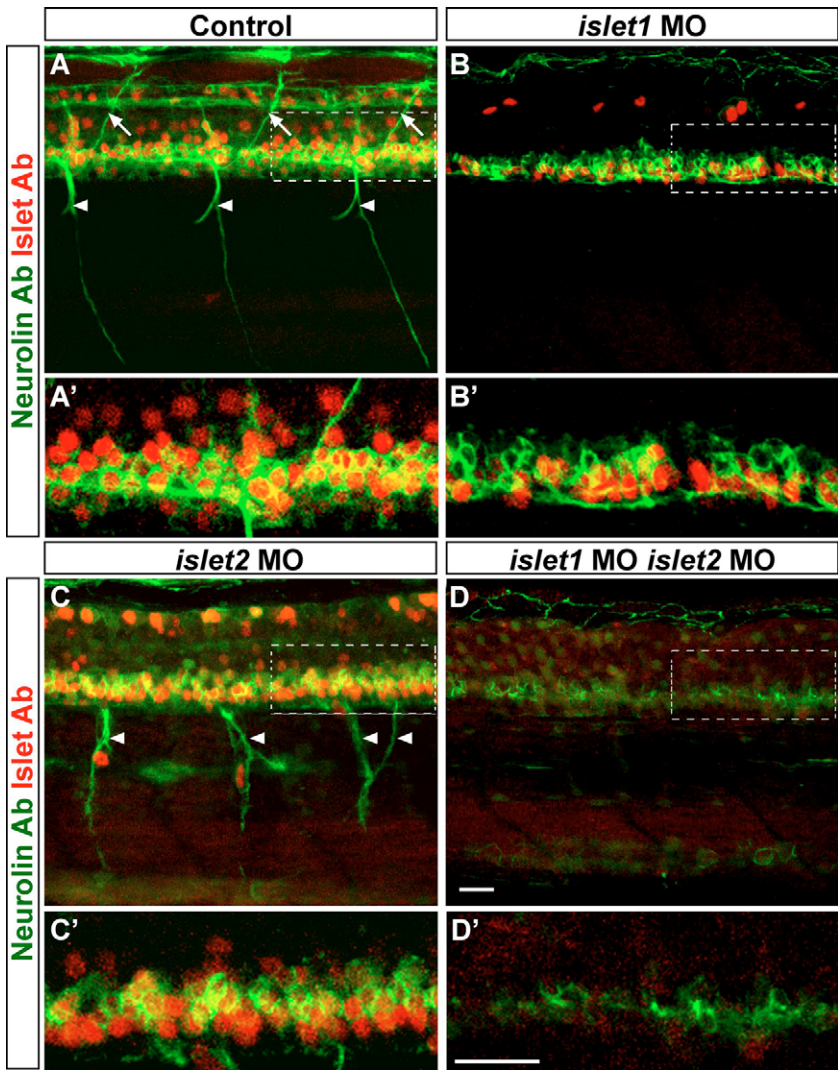 Control
islet1 MO
Neurolin Ab Islet Ab
A
B
A’
B’
islet2 MO
islet1 MO islet2 MO
Neurolin Ab Islet Ab
C
D
C’
D’